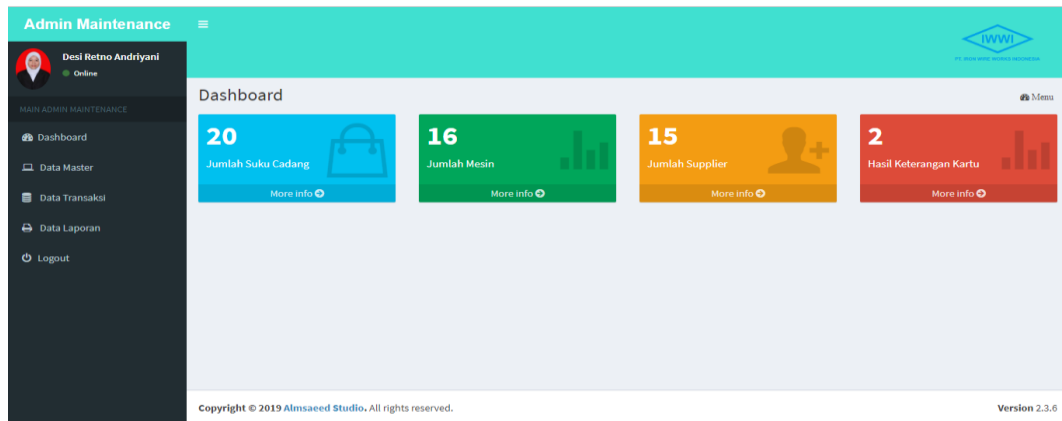 Admin Maintenance
IWWI
PT. IRON WIRE WORKS INDONESIA
Desi Retno Andriyani
Online
MAIN ADMIN MAINTENANCE
Dashboard
Data Master
Data Transaksi
Data Laporan
Logout
Dashboard
Menu
20
Jumlah Suku Cadang
More info
16
Jumlah Mesin
More info
15
Jumlah Supplier
More info
2
Hasil Keterangan Kartu
More info
Copyright © 2019 Almsaeed Studio. All rights reserved.
Version 2.3.6